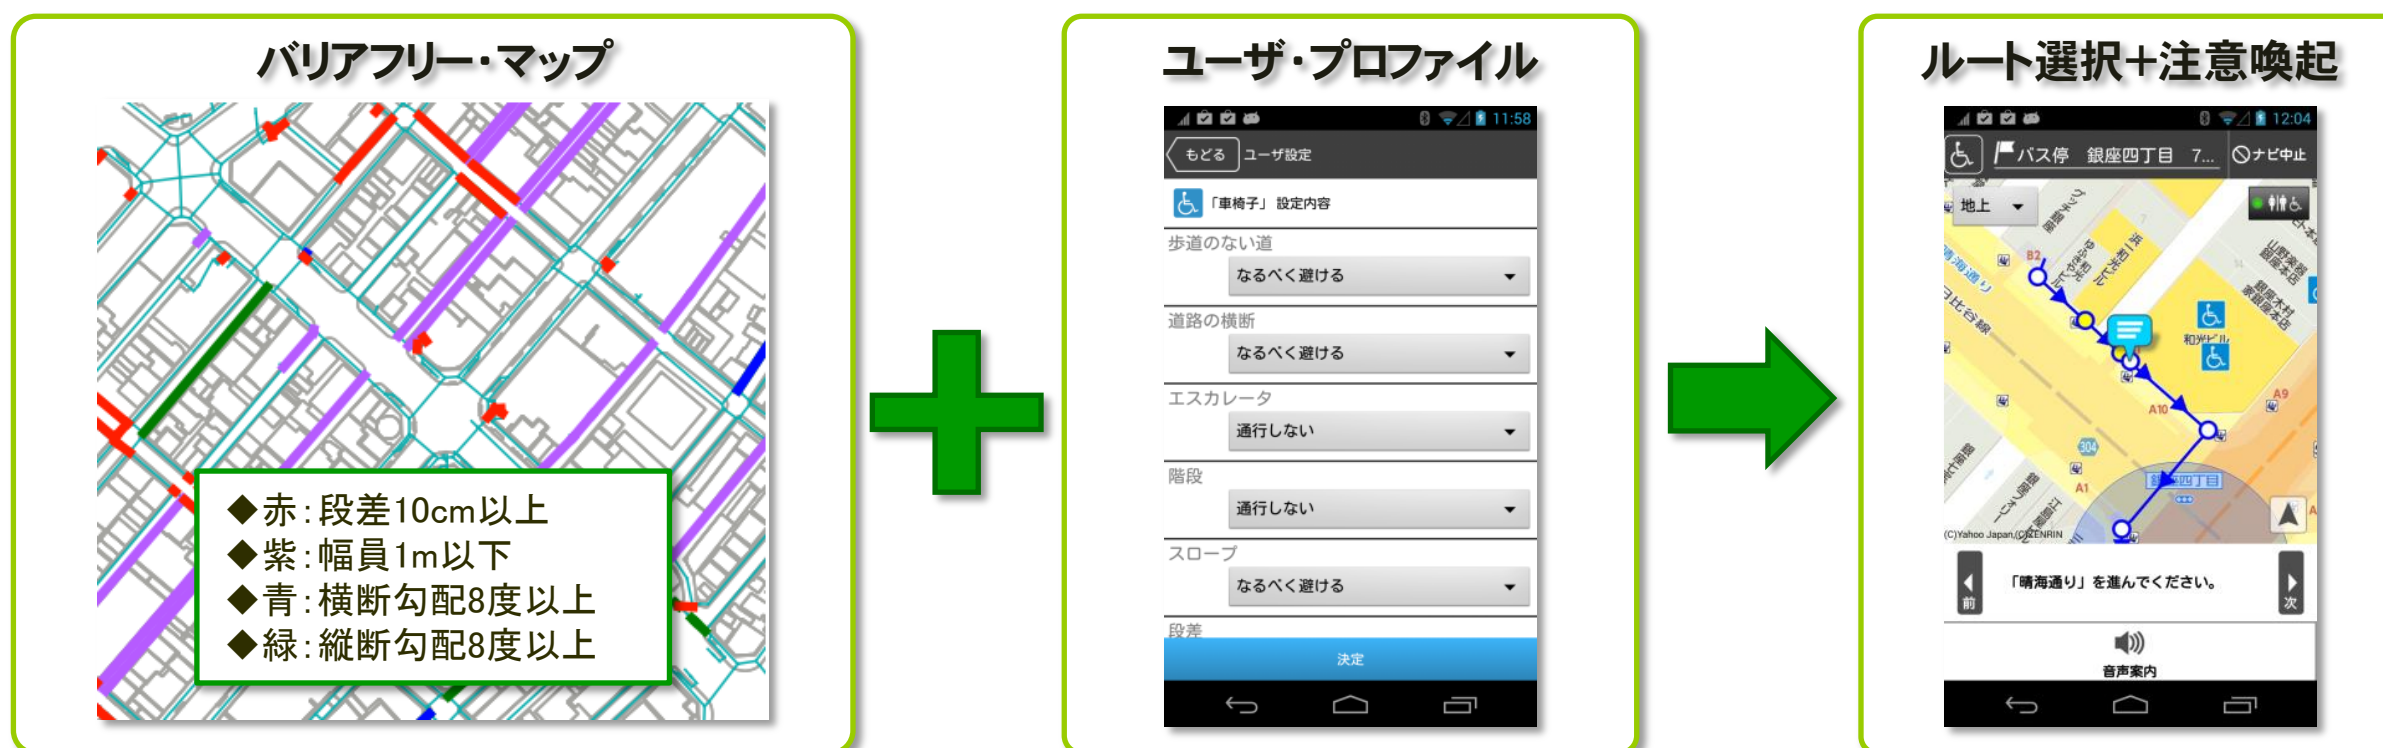 バリアフリー・マップ
◆赤：段差10cm以上
◆紫：幅員1m以下
◆青：横断勾配8度以上
◆緑：縦断勾配8度以上
ユーザ・プロファイル
11:58
もどる ユーザ設定
「車椅子」設定内容
歩道のない道
なるべく避ける
道路の横断
なるべく避ける
エスカレータ
通行しない
階段
通行しない
スロープ
なるべく避ける
段差
決定
ルート選択＋注意喚起
12:04
バス停 銀座四丁目 7... ナビ中止
地上
B2
晴海通り
日比谷線
和光ビル
A10
A9
304
A1
銀座四丁目
(C)Yahoo Japan,(C)ZENRIN
前
「晴海通り」を進んでください。
次
音声案内